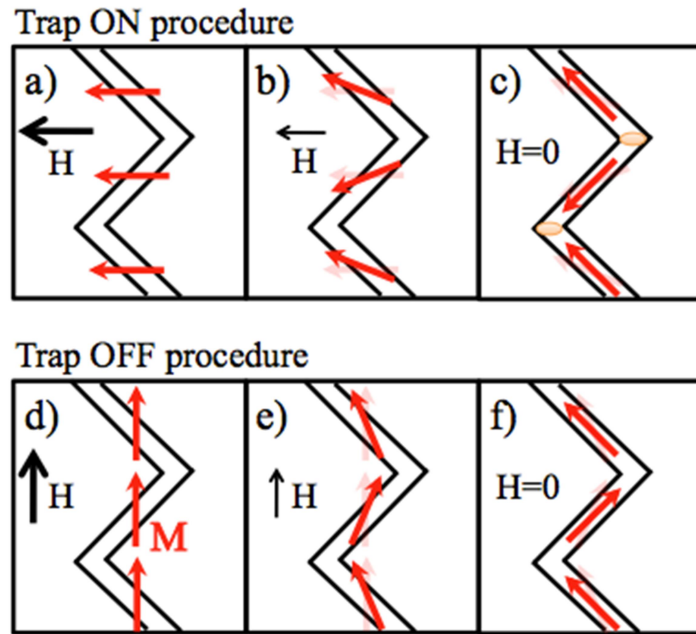 Trap ON procedure
a) b) c)
H H H=0
Trap OFF procedure
d) e) f)
H H H=0
M